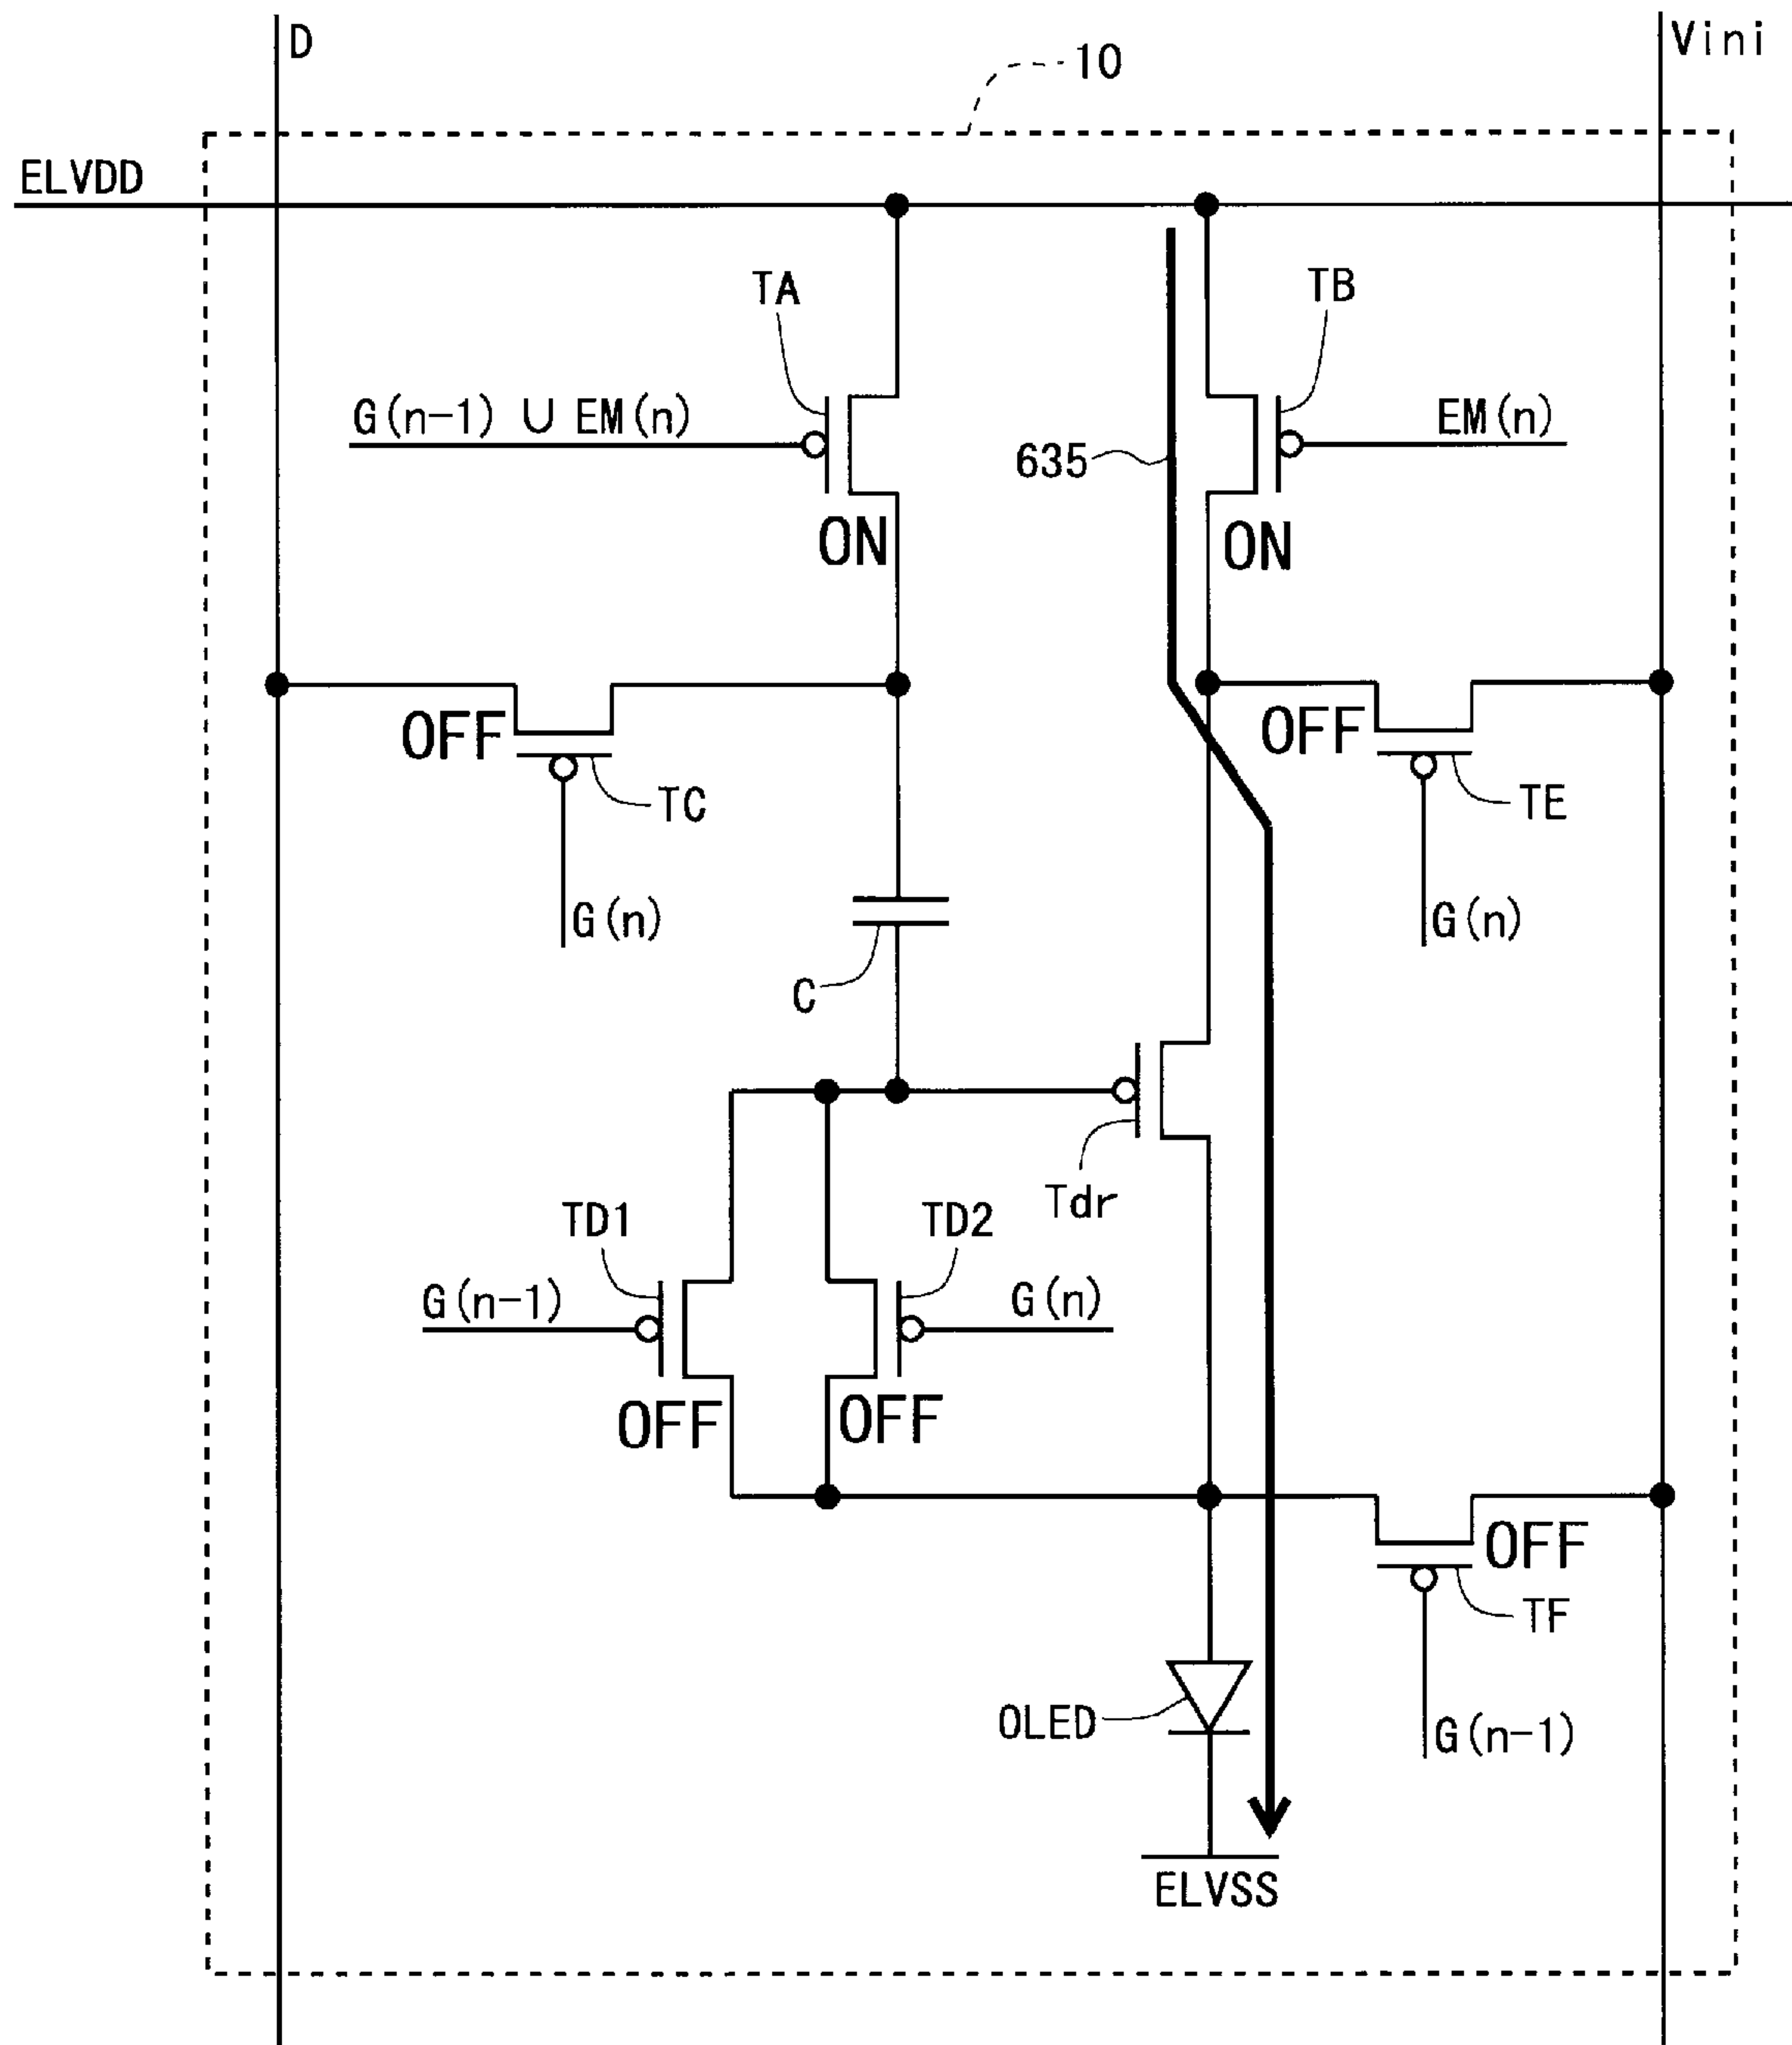 D
Vini
10
ELVDD
TA
TB
G(n-1) ∪ EM(n)
EM(n)
635
ON
ON
OFF
OFF
TC
TE
G(n)
G(n)
C
Tdr
TD1
TD2
G(n-1)
G(n)
OFF
OFF
OFF
TF
OLED
G(n-1)
ELVSS